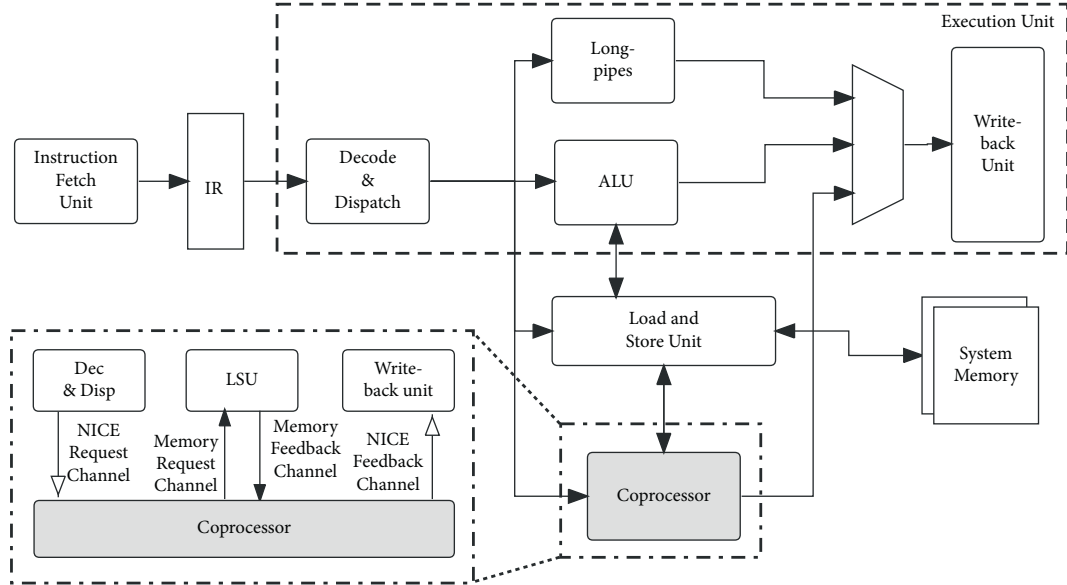 Execution Unit
Long-
pipes
Write-
back
Unit
Instruction
Fetch
Unit
IR
Decode
&
Dispatch
ALU
Load and
Store Unit
System
Memory
Dec
& Disp
LSU
Write-
back unit
NICE
Request
Channel
Memory
Request
Channel
Memory
Feedback
Channel
NICE
Feedback
Channel
Coprocessor
Coprocessor